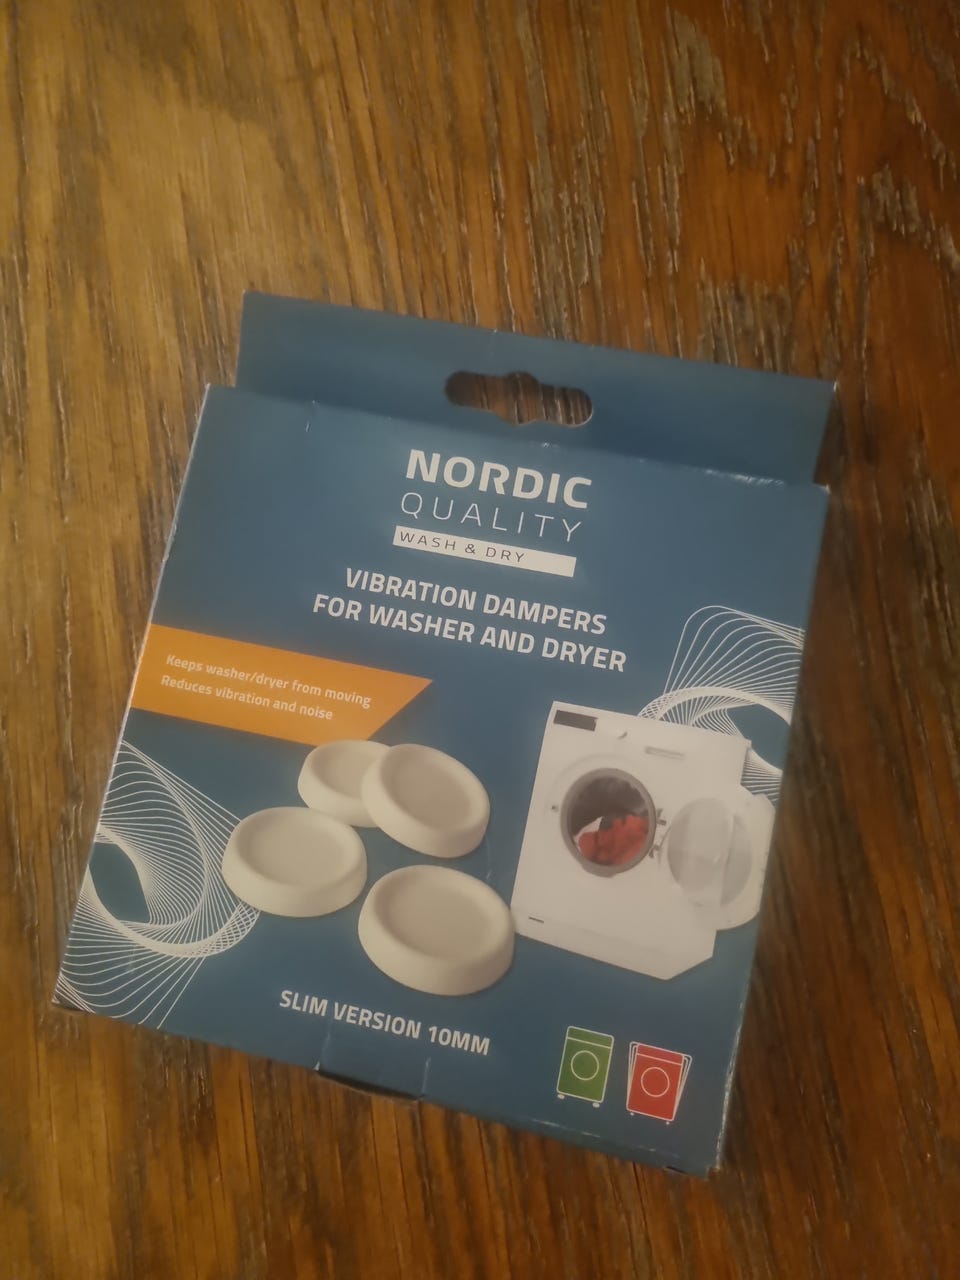 NORDIC
QUALITY
WASH & DRY
VIBRATION DAMPERS
FOR WASHER AND DRYER
Keeps washer/dryer from moving
Reduces vibration and noise
SLIM VERSION 10MM